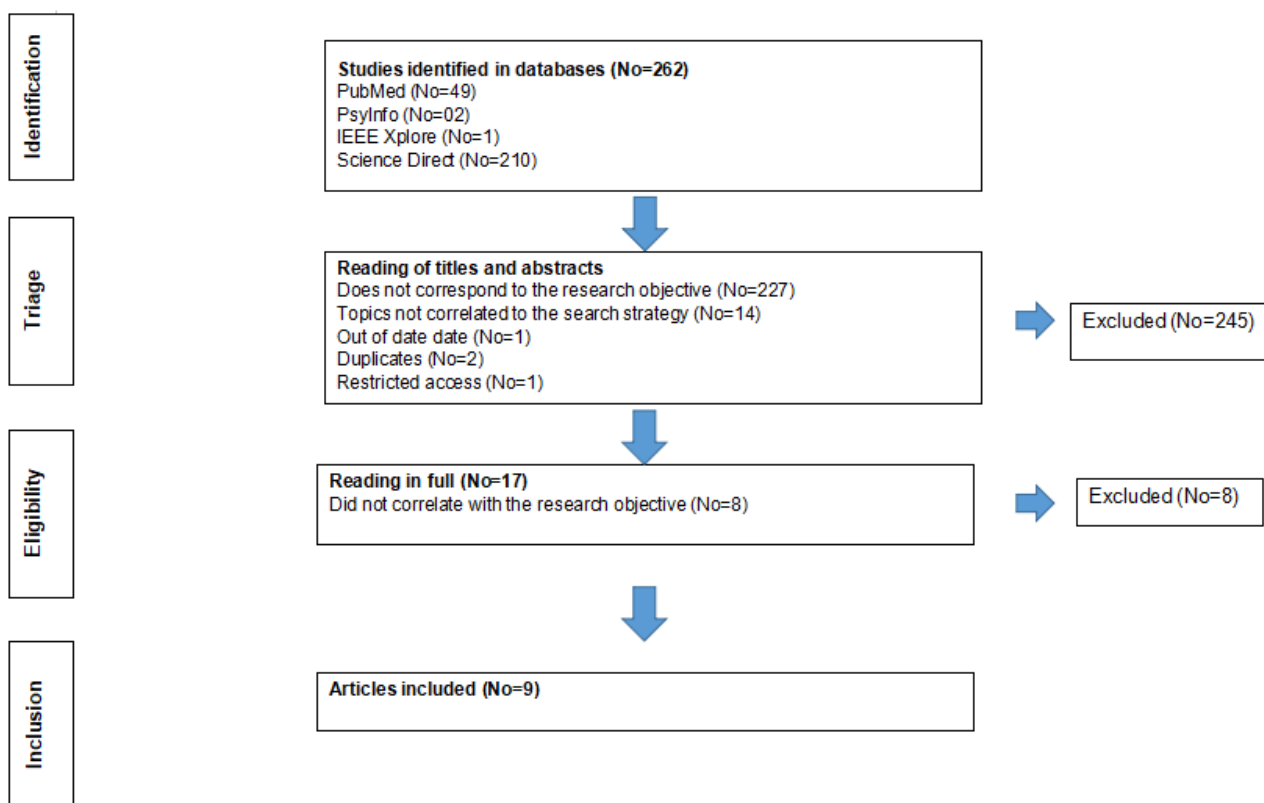 Identification
Studies identified in databases (No=262)
PubMed (No=49)
PsyInfo (No=02)
IEEE Xplore (No=1)
Science Direct (No=210)
Triage
Reading of titles and abstracts
Does not correspond to the research objective (No=227)
Topics not correlated to the search strategy (No=14)
Out of date date (No=1)
Duplicates (No=2)
Restricted access (No=1)
Excluded (No=245)
Eligibility
Reading in full (No=17)
Did not correlate with the research objective (No=8)
Excluded (No=8)
Inclusion
Articles included (No=9)